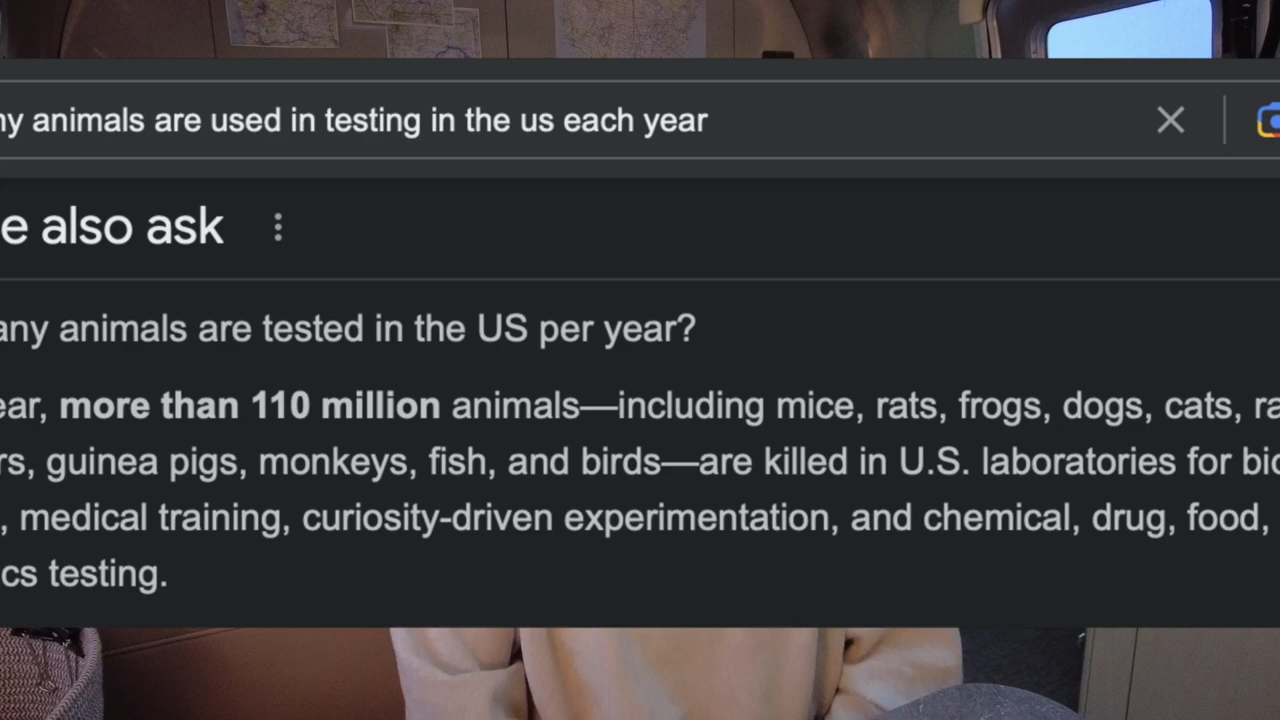 ny animals are used in testing in the us each year
e also ask
any animals are tested in the US per year?
ear, more than 110 million animals—including mice, rats, frogs, dogs, cats, ra
rs, guinea pigs, monkeys, fish, and birds—are killed in U.S. laboratories for bio
, medical training, curiosity-driven experimentation, and chemical, drug, food,
cs testing.